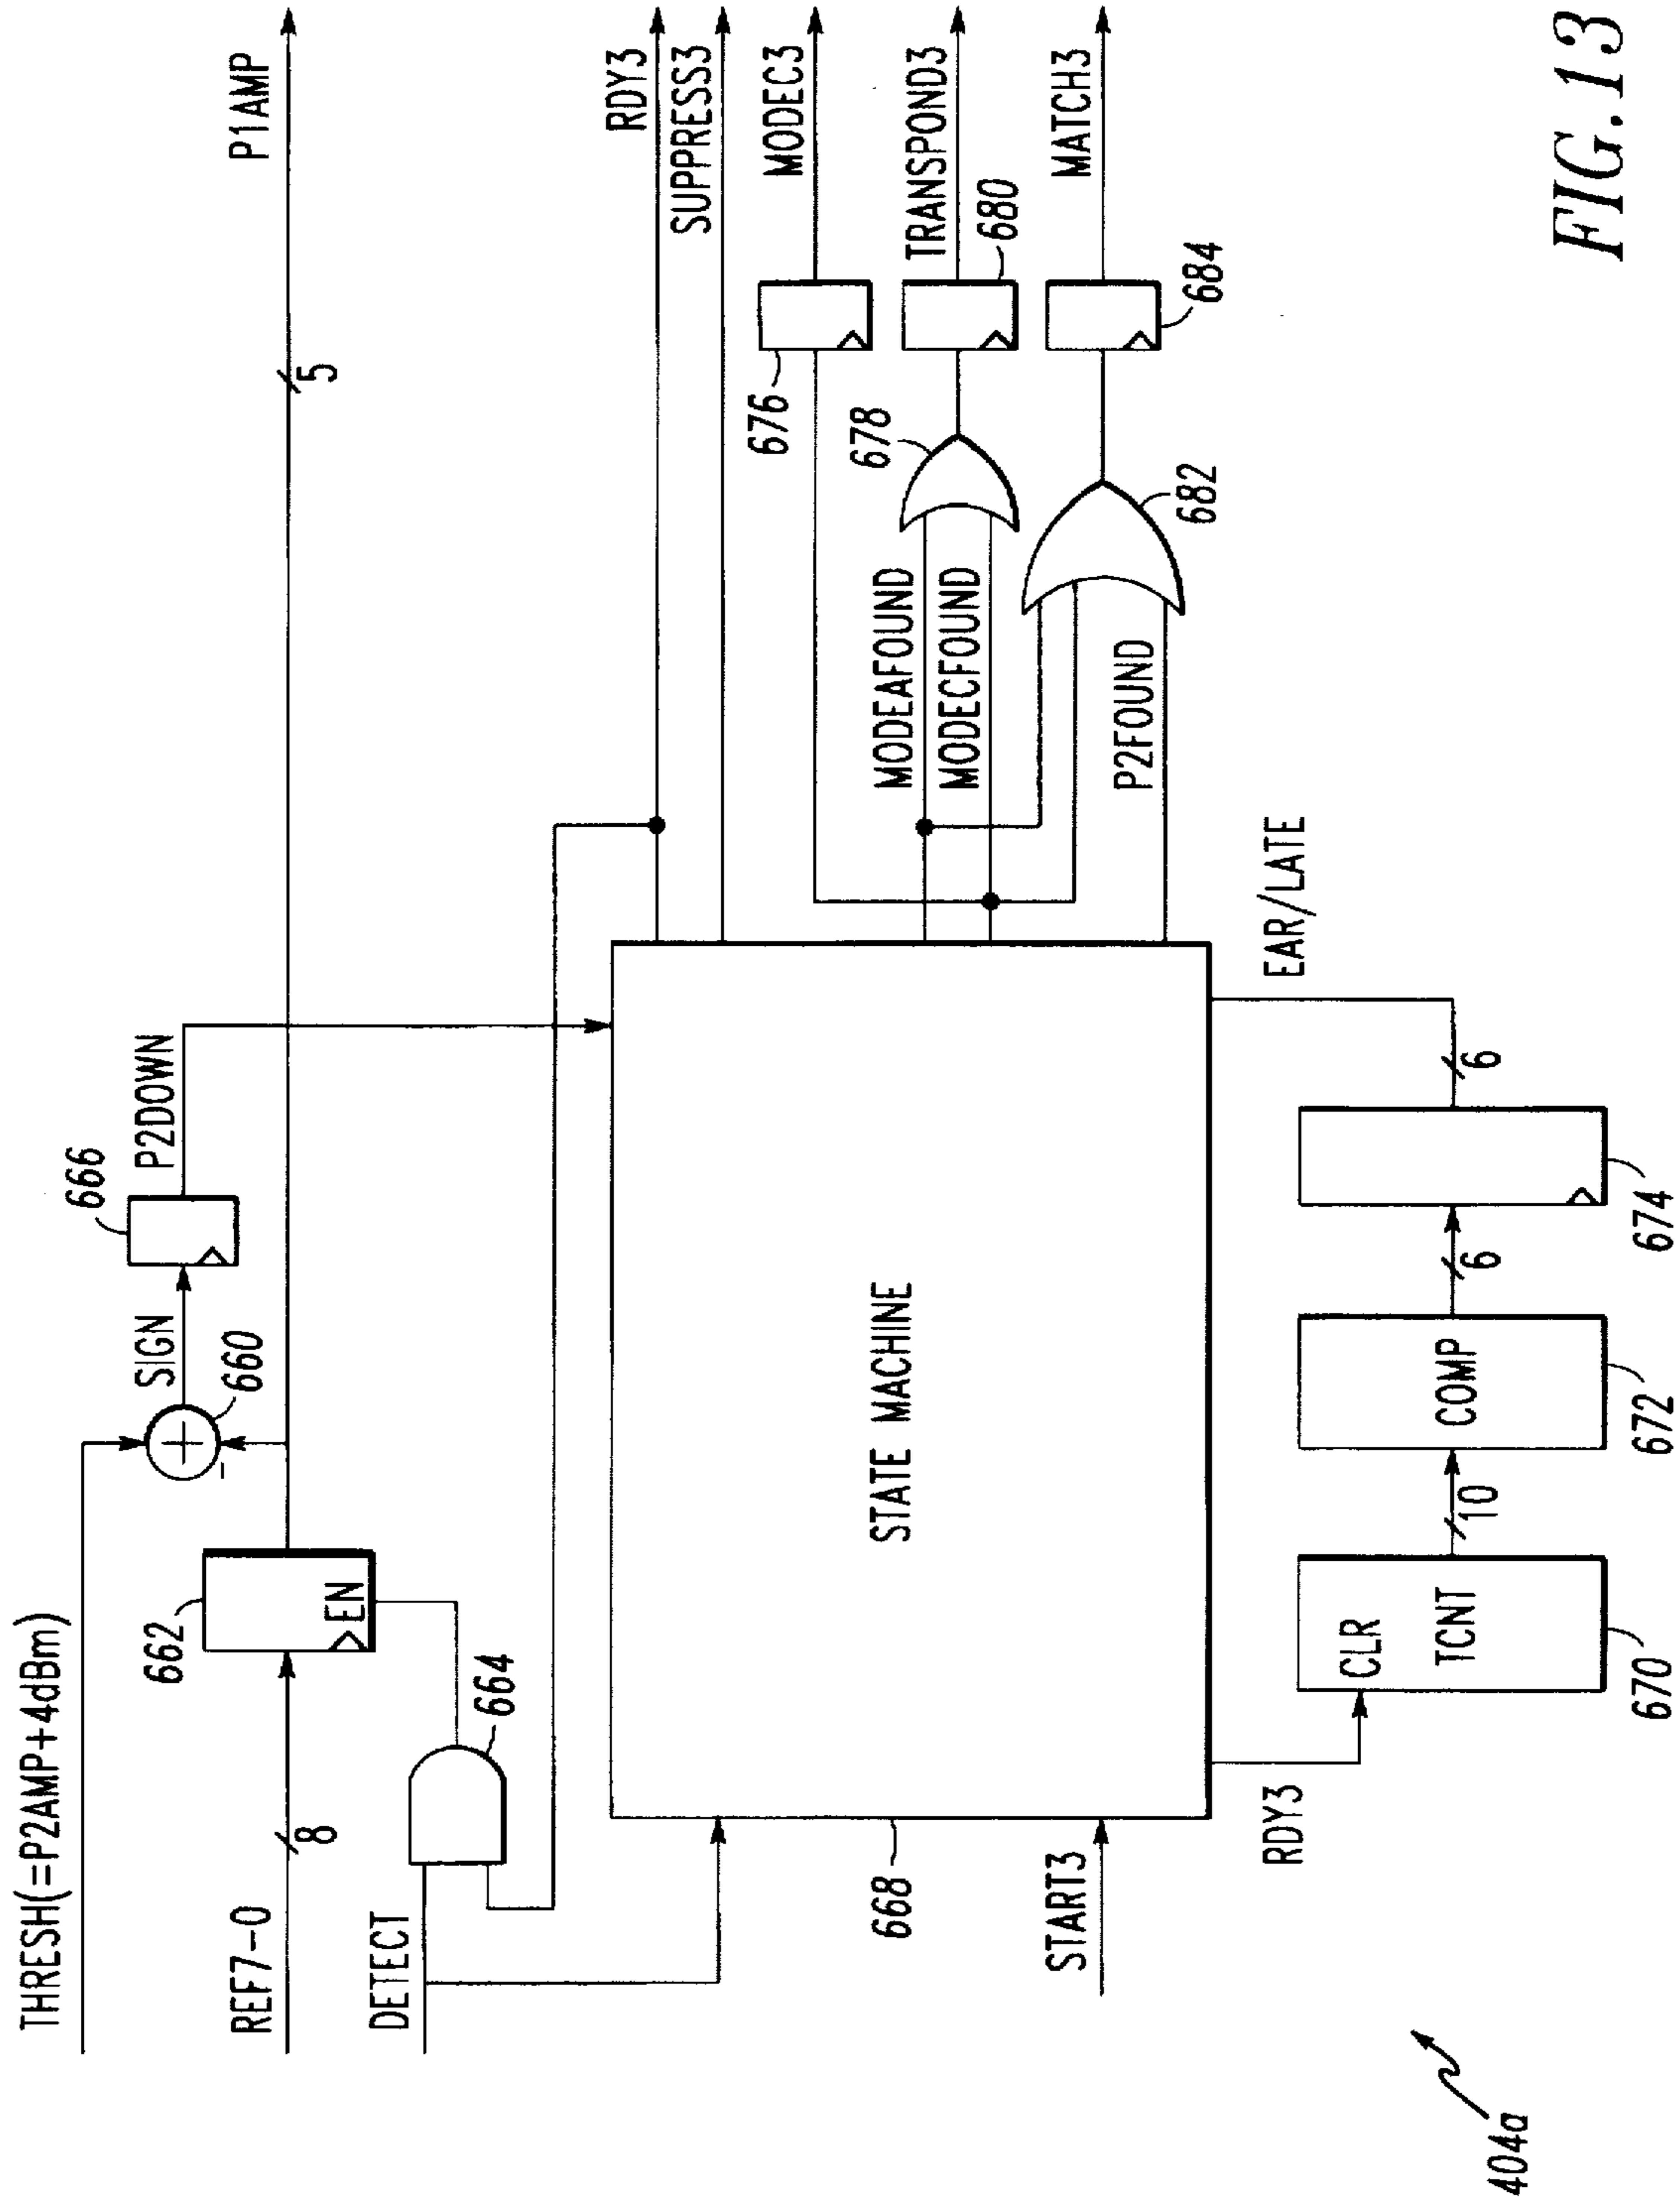 THRESH(=P2AMP+4dBm)
REF7-0
8
662
EN
SIGN
660
666
P2DOWN
5
P1AMP
DETECT
664
RDY3
SUPPRESS3
MODEC3
676
TRANSPOND3
680
678
MATCH3
684
682
MODEAFOUND
MODECFOUND
P2FOUND
STATE MACHINE
668
START3
RDY3
EAR/LATE
CLR
TCNT
670
10
COMP
672
6
674
6
404a
FIG.13